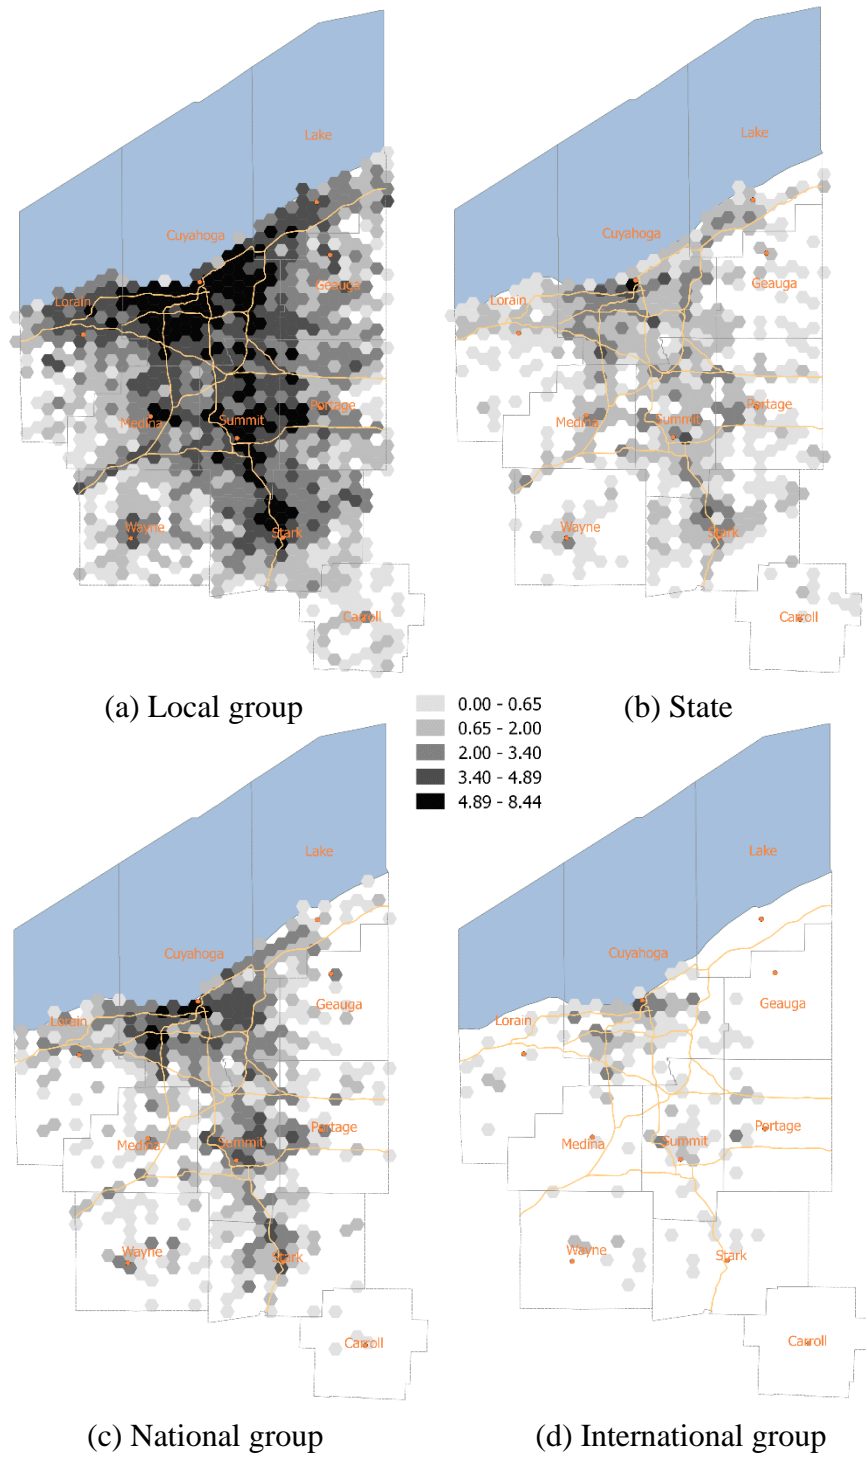 Lake
Cuyahoga
Geauga
Lorain
Portage
Medina
Summit
Wayne
Stark
Carroll
(a) Local group
Lake
Cuyahoga
Geauga
Lorain
Portage
Medina
Summit
Wayne
Stark
Carroll
(b) State
0.00 - 0.65
0.65 - 2.00
2.00 - 3.40
3.40 - 4.89
4.89 - 8.44
Lake
Cuyahoga
Geauga
Lorain
Portage
Medina
Summit
Wayne
Stark
Carroll
(c) National group
Lake
Cuyahoga
Geauga
Lorain
Portage
Medina
Summit
Wayne
Stark
Carroll
(d) International group